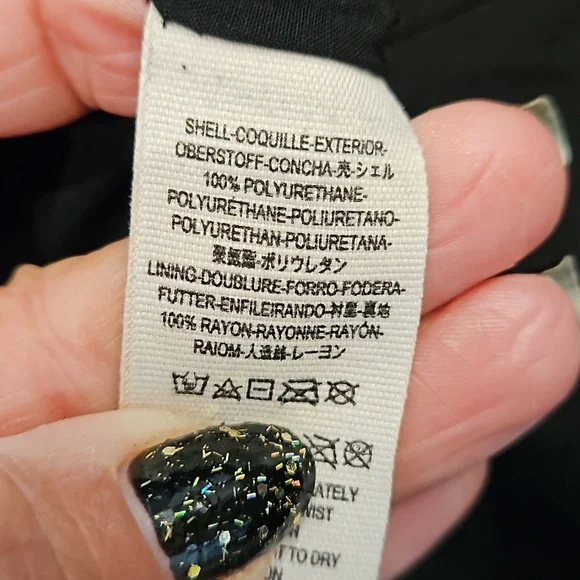 SHELL-COQUILLE-EXTERIOR-
OBERSTOFF-CONCHA-売-シェル
100% POLYURETHANE-
POLYURÉTHANE-POLIURETANO-
POLYURETHAN-POLIURETANA-
聚氨酯-ポリウレタン
LINING-DOUBLURE-FORRO-FODERA-
FUTTER-ENFILEIRANDO-衬里-裏地
100% RAYON-RAYONNE-RAYÓN-
RAIOM-人造絲-レーヨン